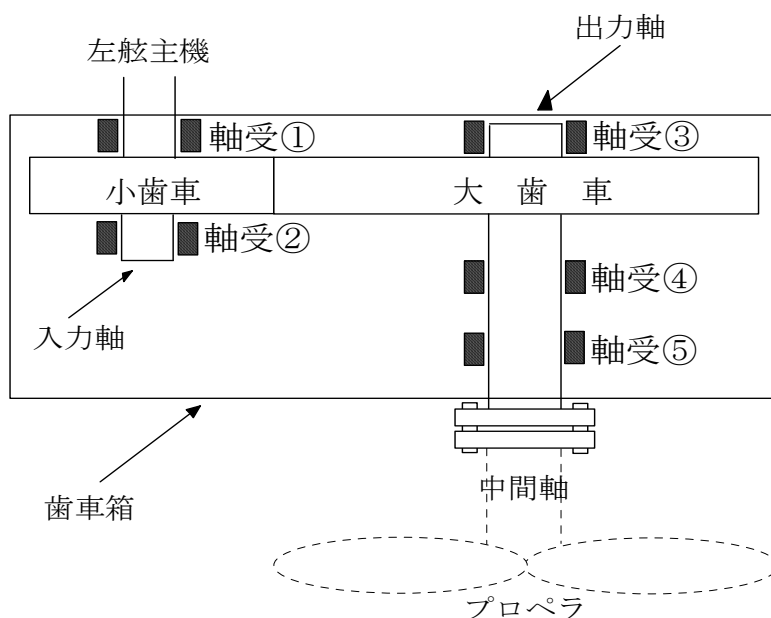 出力軸
左舷主機
軸受①
軸受③
小歯車
大歯車
軸受②
軸受④
入力軸
軸受⑤
歯車箱
中間軸
プロペラ